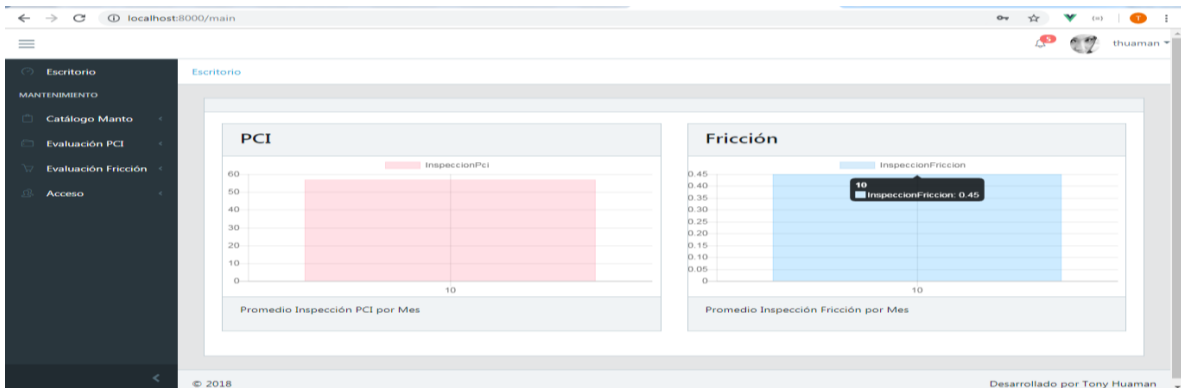 localhost:8000/main
5
thuaman
Escritorio
MANTENIMIENTO
Catálogo Manto
Evaluación PCI
Evaluación Fricción
Acceso
Escritorio
PCI
InspeccionPci
60
50
40
30
20
10
0
10
Promedio Inspección PCI por Mes
Fricción
InspeccionFriccion
0.45
0.40
0.35
0.30
0.25
0.20
0.15
0.10
0.05
0
10
InspeccionFriccion: 0.45
10
Promedio Inspección Fricción por Mes
© 2018
Desarrollado por Tony Huaman